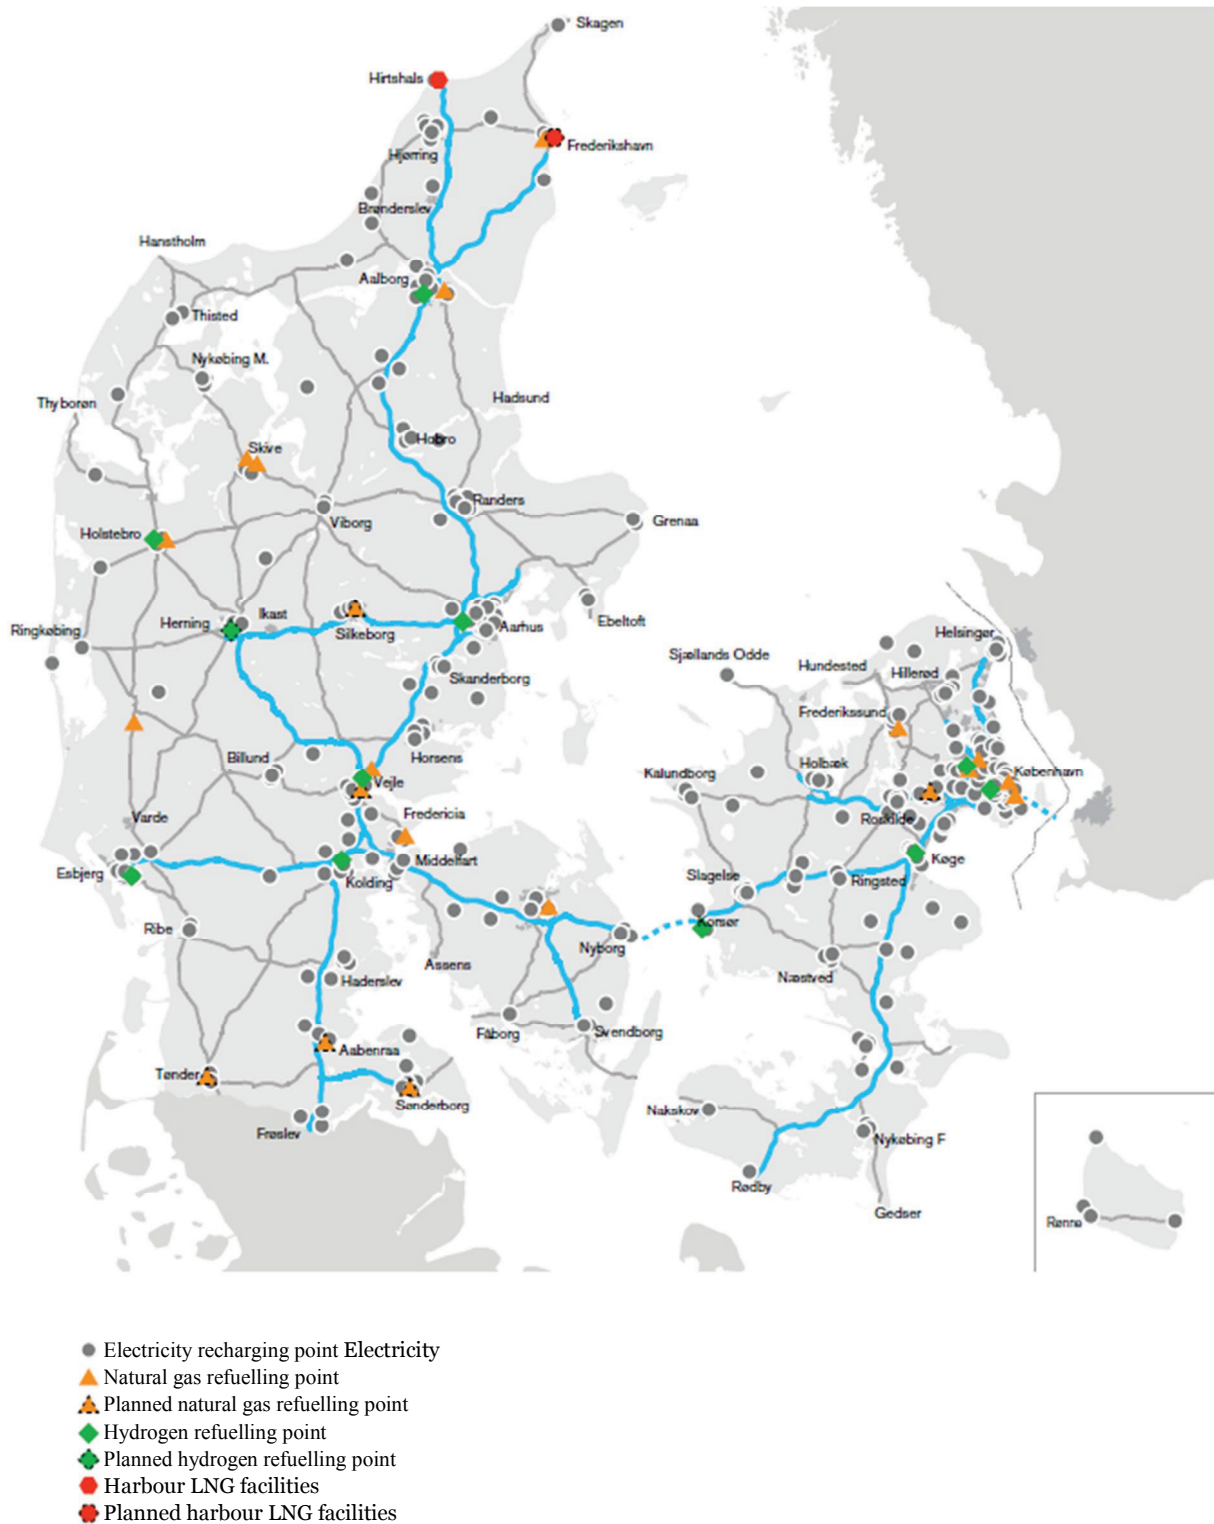 Skagen
Hirtshals
Frederikshavn
Hjørring
Brønderslev
Hanstholm
Aalborg
Thisted
Nykøbing M.
Hadsund
Thyborøn
Hobro
Skive
Randers
Viborg
Grenaa
Holstebro
Ikast
Herning
Ebeltoft
Aarhus
Silkeborg
Ringkøbing
Helsingør
Sjællands Odde
Hundested
Hillerød
Skanderborg
Frederikssund
Billund
Horsens
Holbæk
København
Kalundborg
Vejle
Fredericia
Varde
Roskilde
Middelfart
Køge
Esbjerg
Kolding
Slagelse
Ringsted
Ribe
Korsør
Nyborg
Assens
Næstved
Haderslev
Fåborg
Svendborg
Aabenraa
Tønder
Sønderborg
Nakskov
Frøslev
Nykøbing F
Rødby
Gedser
Rønne
Electricity recharging point Electricity
Natural gas refuelling point
Planned natural gas refuelling point
Hydrogen refuelling point
Planned hydrogen refuelling point
Harbour LNG facilities
Planned harbour LNG facilities